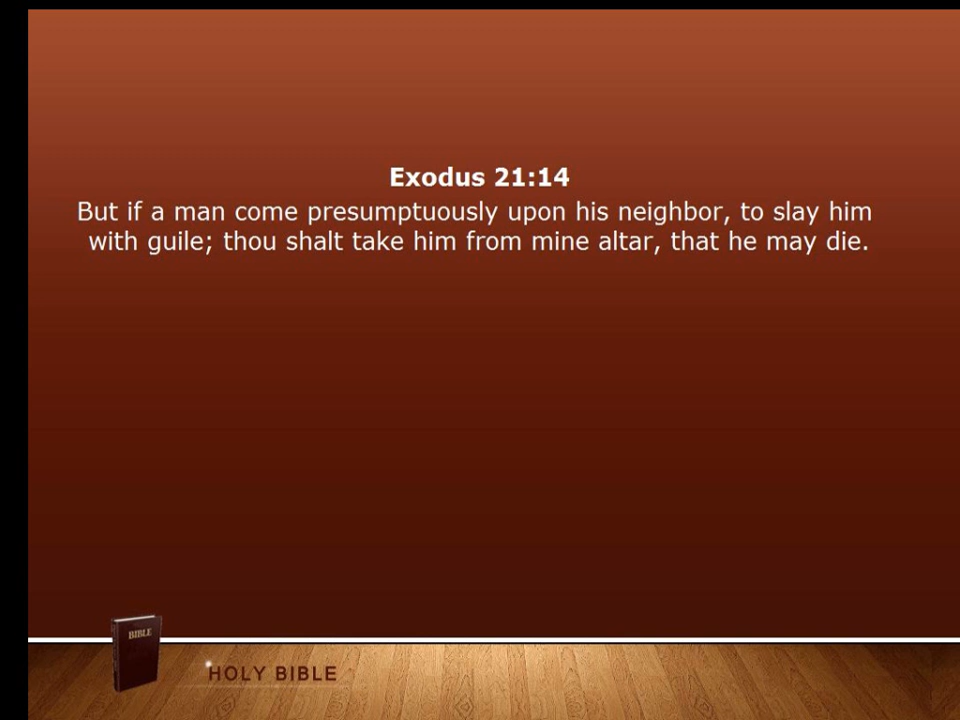 Exodus 21:14
But if a man come presumptuously upon his neighbor, to slay him
with guile; thou shalt take him from mine altar, that he may die.
BIBLE
HOLY BIBLE